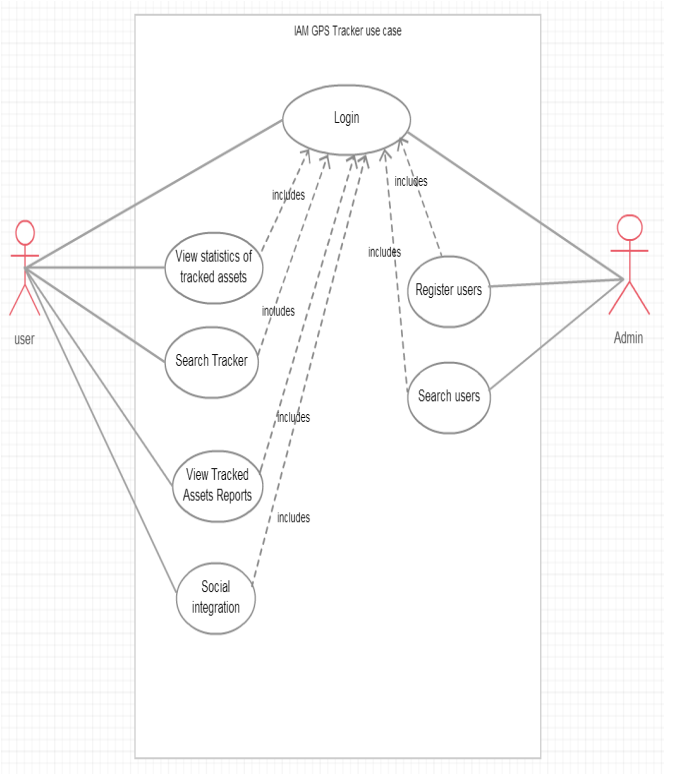 IAM GPS Tracker use case
Login
includes
includes
View statistics of
tracked assets
includes
Register users
includes
user
Admin
Search Tracker
Search users
includes
View Tracked
Assets Reports
includes
Social
integration